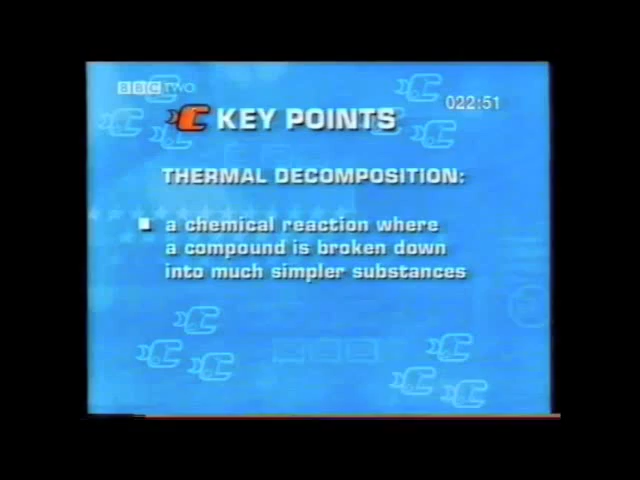 BBC TWO
022:51
KEY POINTS
THERMAL DECOMPOSITION:
a chemical reaction where
a compound is broken down
into much simpler substances